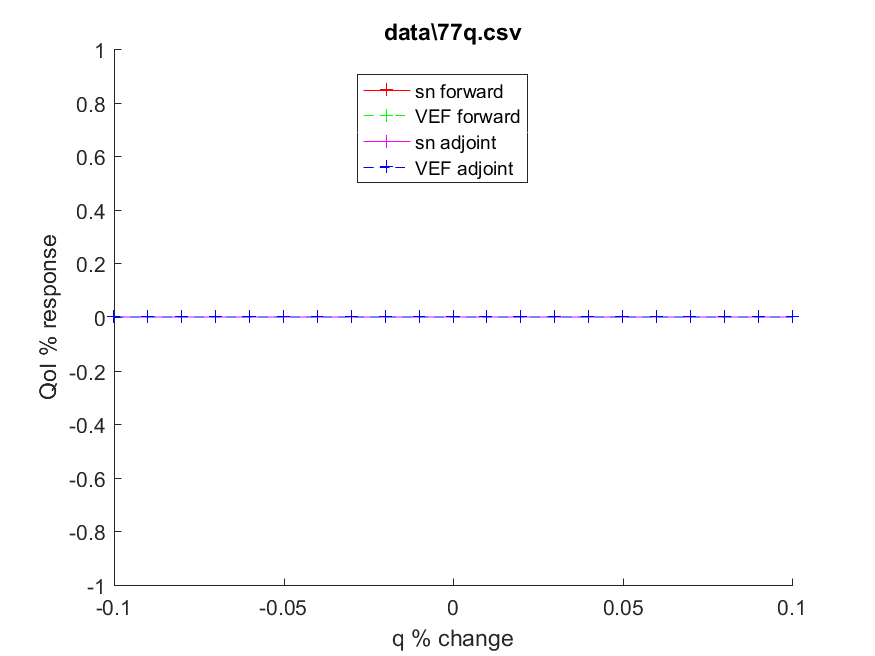 data\77q.csv
sn forward
VEF forward
sn adjoint
VEF adjoint
QoI % response
1
0.8
0.6
0.4
0.2
0
-0.2
-0.4
-0.6
-0.8
-1
-0.1
-0.05
0
0.05
0.1
q % change